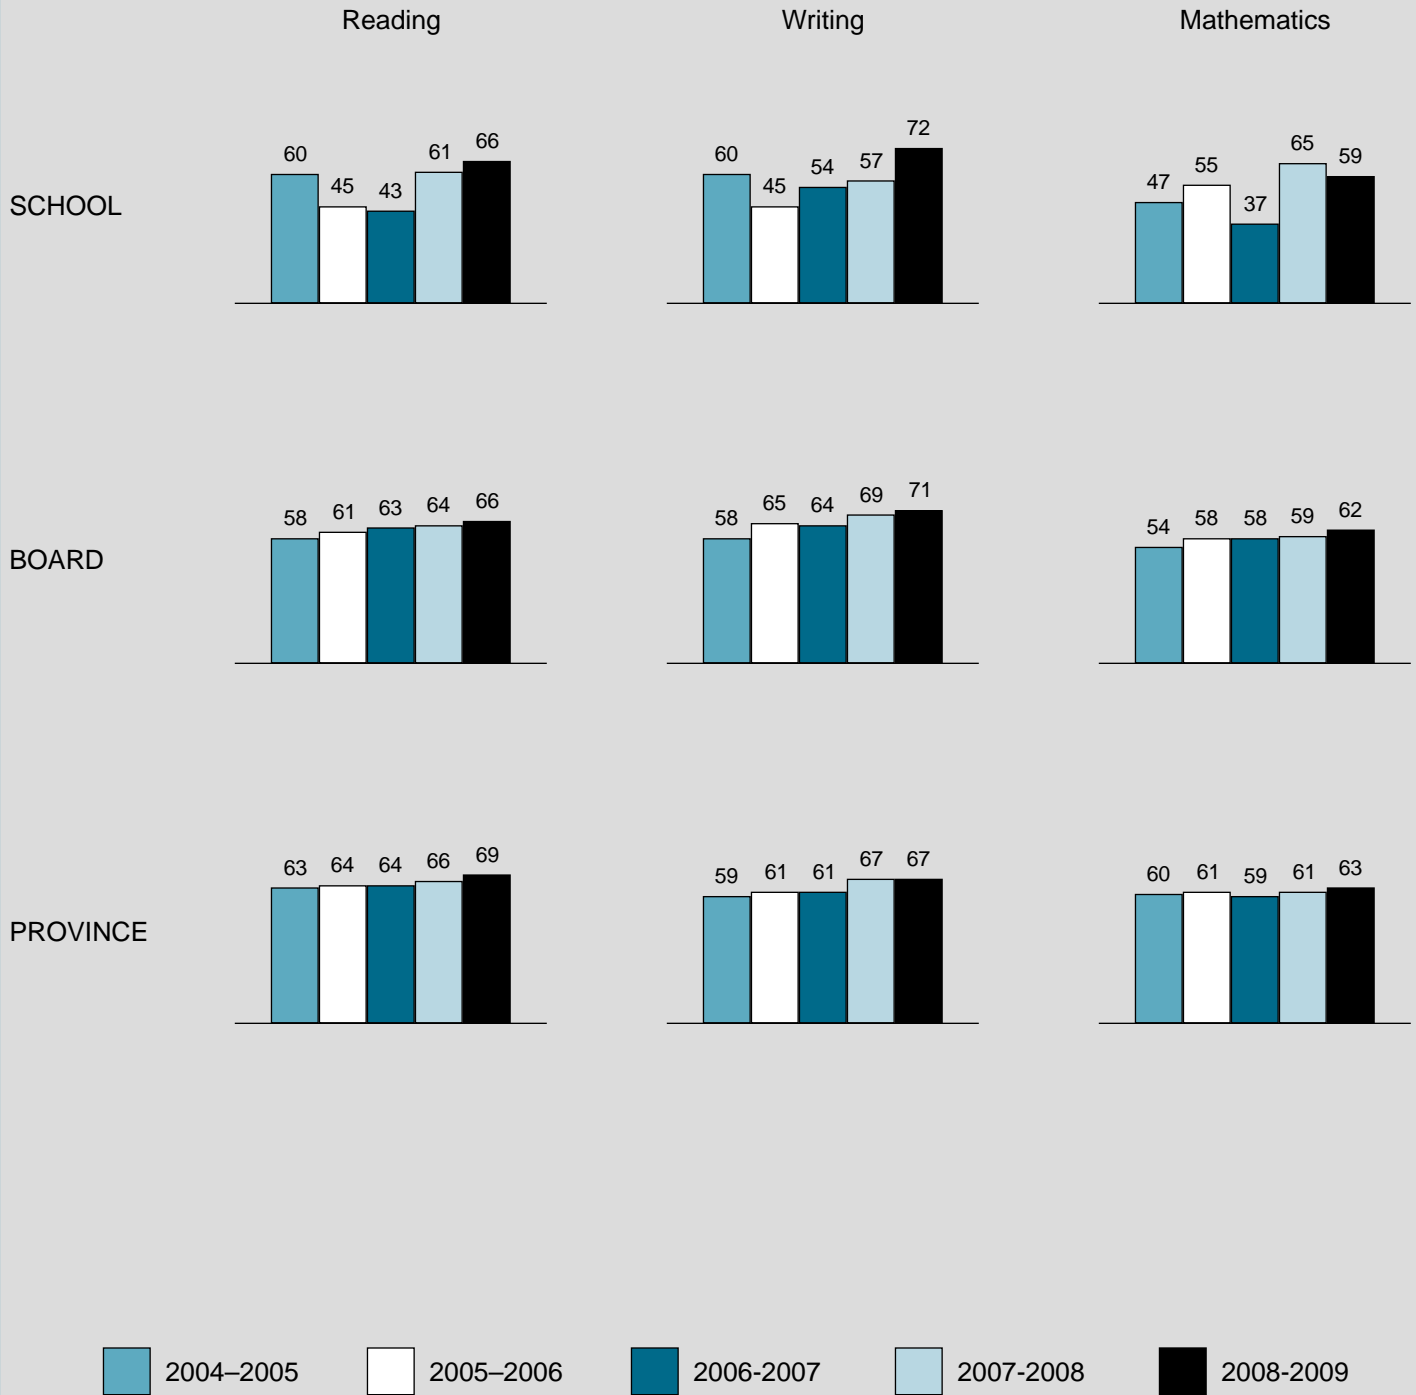 Reading Writing Mathematics
SCHOOL
60 45 43 61 66
60 45 54 57 72
47 55 37 65 59
BOARD
58 61 63 64 66
58 65 64 69 71
54 58 58 59 62
PROVINCE
63 64 64 66 69
59 61 61 67 67
60 61 59 61 63
2004–2005 2005–2006 2006-2007 2007-2008 2008-2009